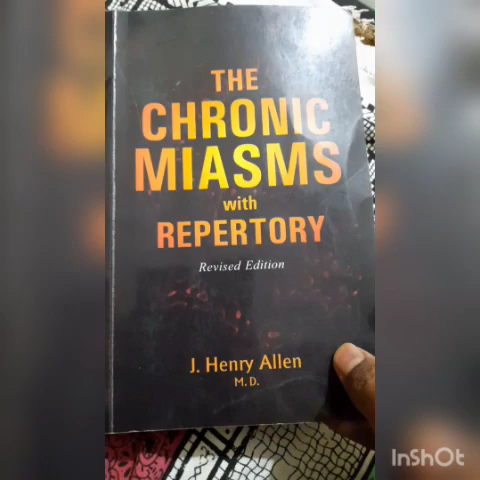 THE
CHRONIC
MIASMS
with
REPERTORY
Revised Edition
J. Henry Allen
M.D.
InShOt